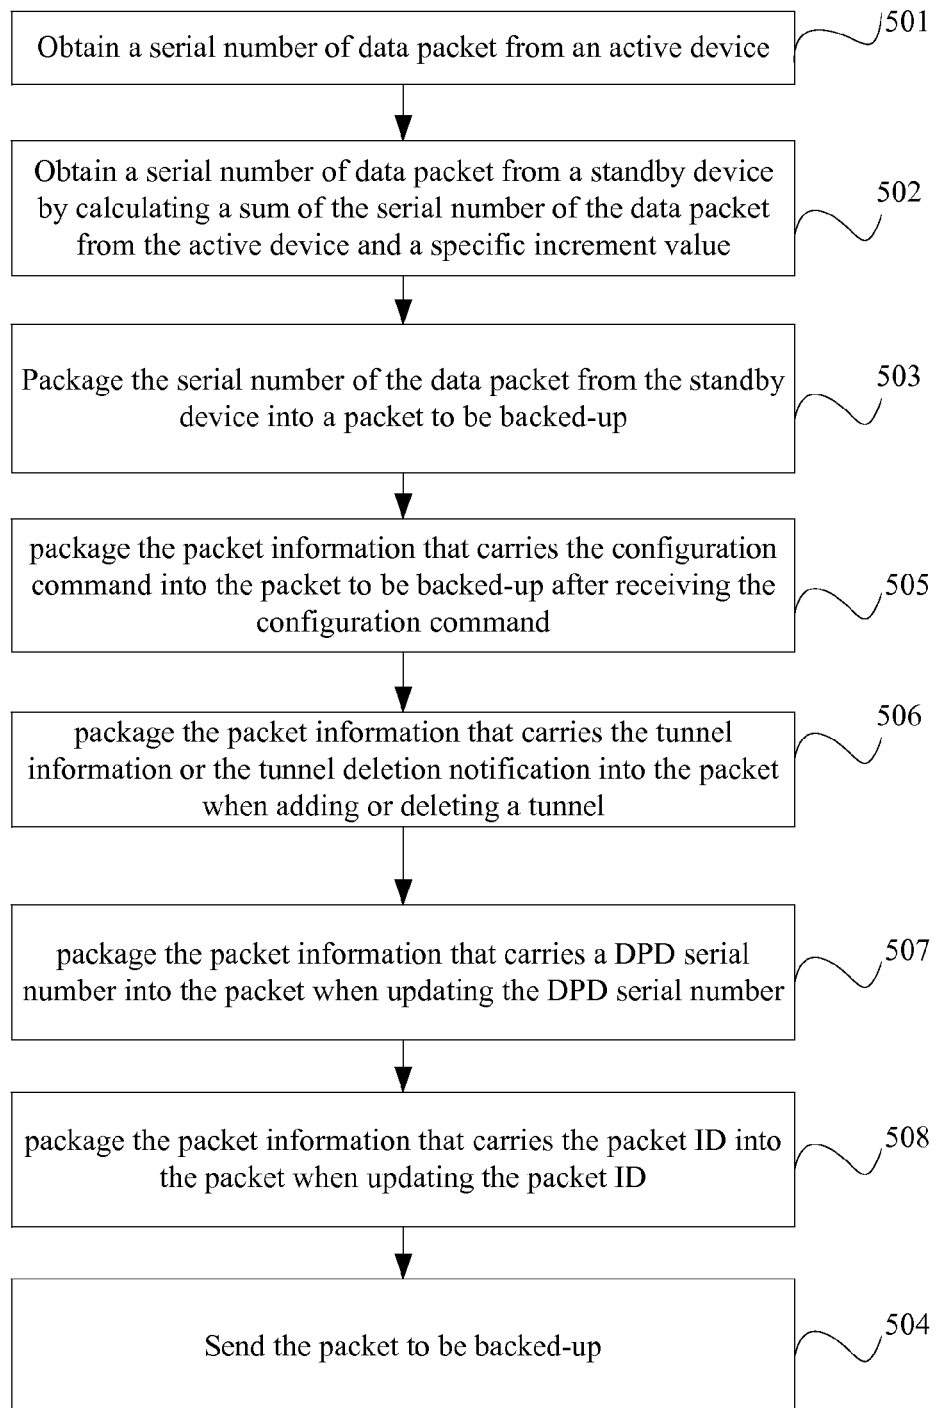 Obtain a serial number of data packet from an active device
501
Obtain a serial number of data packet from a standby device
by calculating a sum of the serial number of the data packet
from the active device and a specific increment value
502
Package the serial number of the data packet from the standby
device into a packet to be backed-up
503
package the packet information that carries the configuration
command into the packet to be backed-up after receiving the
configuration command
505
package the packet information that carries the tunnel
information or the tunnel deletion notification into the packet
when adding or deleting a tunnel
506
package the packet information that carries a DPD serial
number into the packet when updating the DPD serial number
507
package the packet information that carries the packet ID into
the packet when updating the packet ID
508
Send the packet to be backed-up
504